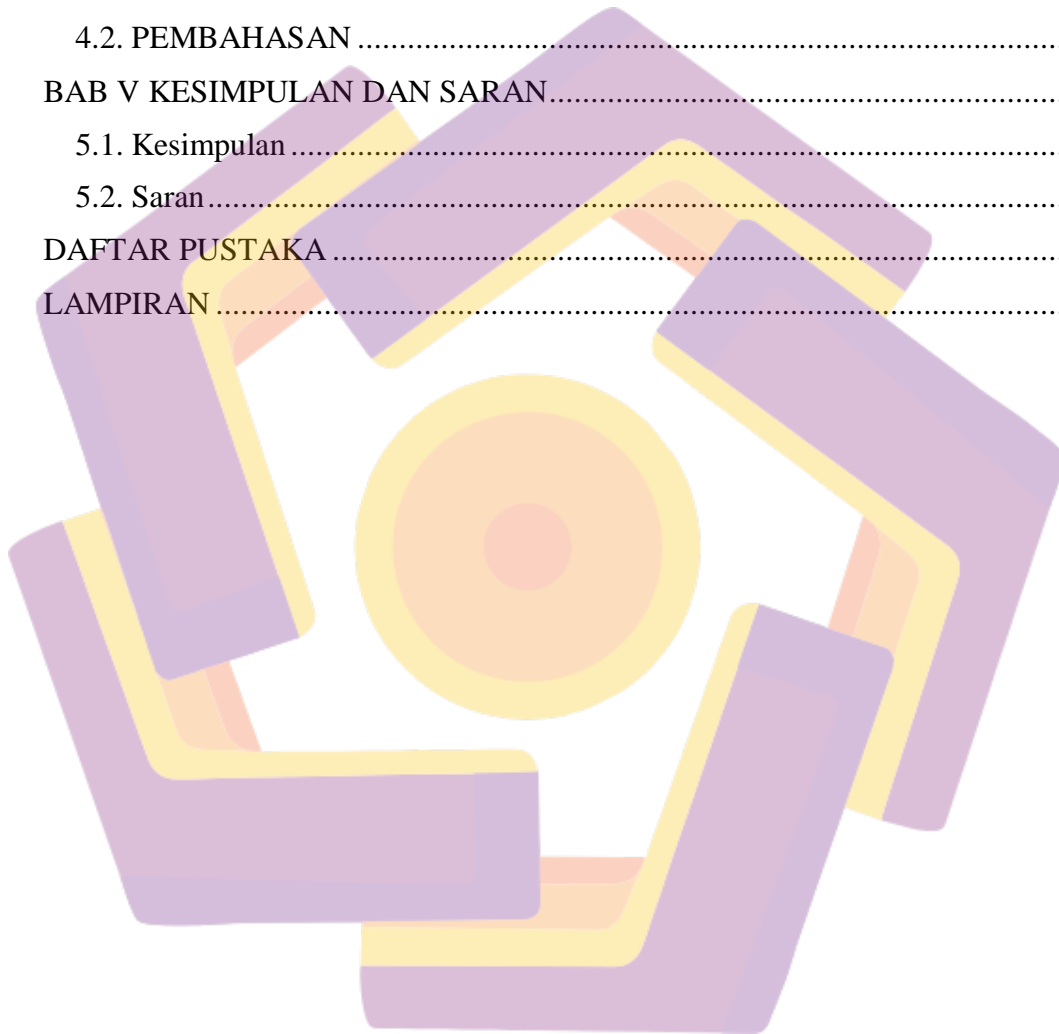 4.2. PEMBAHASAN ........................................................................................
BAB V KESIMPULAN DAN SARAN................................................................
5.1. Kesimpulan ................................................................................................
5.2. Saran...........................................................................................................
DAFTAR PUSTAKA ..........................................................................................
LAMPIRAN .........................................................................................................